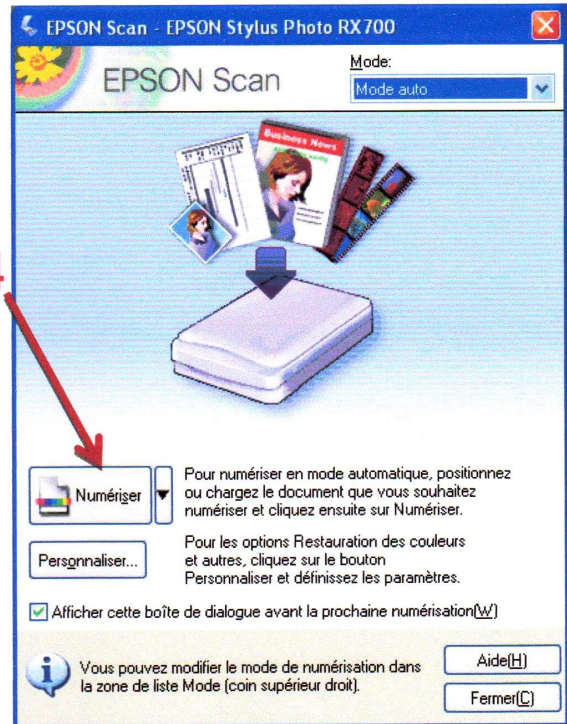 EPSON Scan - EPSON Stylus Photo RX700
EPSON Scan
Mode:
Mode auto
Business News
Numériser
Pour numériser en mode automatique, positionnez
ou chargez le document que vous souhaitez
numériser et cliquez ensuite sur Numériser.
Personnaliser...
Pour les options Restauration des couleurs
et autres, cliquez sur le bouton
Personnaliser et définissez les paramètres.
Afficher cette boîte de dialogue avant la prochaine numérisation(W)
Vous pouvez modifier le mode de numérisation dans
la zone de liste Mode (coin supérieur droit).
Aide(H)
Fermer(C)